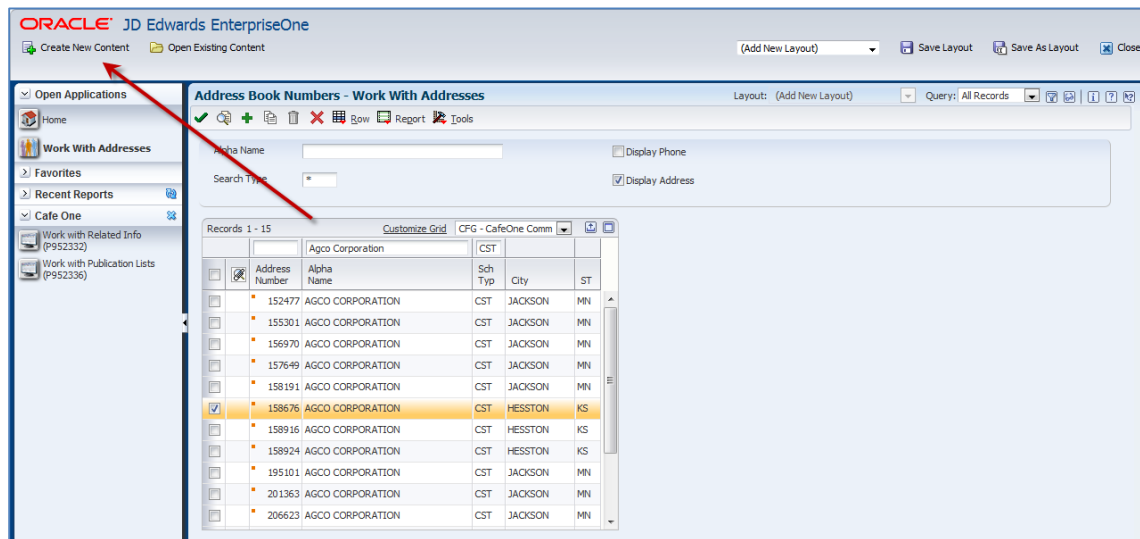 ORACLE® JD Edwards EnterpriseOne
Create New Content Open Existing Content (Add New Layout) Save Layout Save As Layout Close
Open Applications
Home
Work With Addresses
Favorites
Recent Reports
Cafe One
Work with Related Info
(P952332)
Work with Publication Lists
(P952336)
Address Book Numbers - Work With Addresses Layout: (Add New Layout) Query: All Records
Row Report Tools
Alpha Name Display Phone
Search Type * Display Address
Records 1 - 15 Customize Grid CFG - CafeOne Comm
Agco Corporation CST
Address Number Alpha Name Sch Typ City ST
152477 AGCO CORPORATION CST JACKSON MN
155301 AGCO CORPORATION CST JACKSON MN
156970 AGCO CORPORATION CST JACKSON MN
157649 AGCO CORPORATION CST JACKSON MN
158191 AGCO CORPORATION CST JACKSON MN
158676 AGCO CORPORATION CST HESSTON KS
158916 AGCO CORPORATION CST HESSTON KS
158924 AGCO CORPORATION CST HESSTON KS
195101 AGCO CORPORATION CST JACKSON MN
201363 AGCO CORPORATION CST JACKSON MN
206623 AGCO CORPORATION CST JACKSON MN